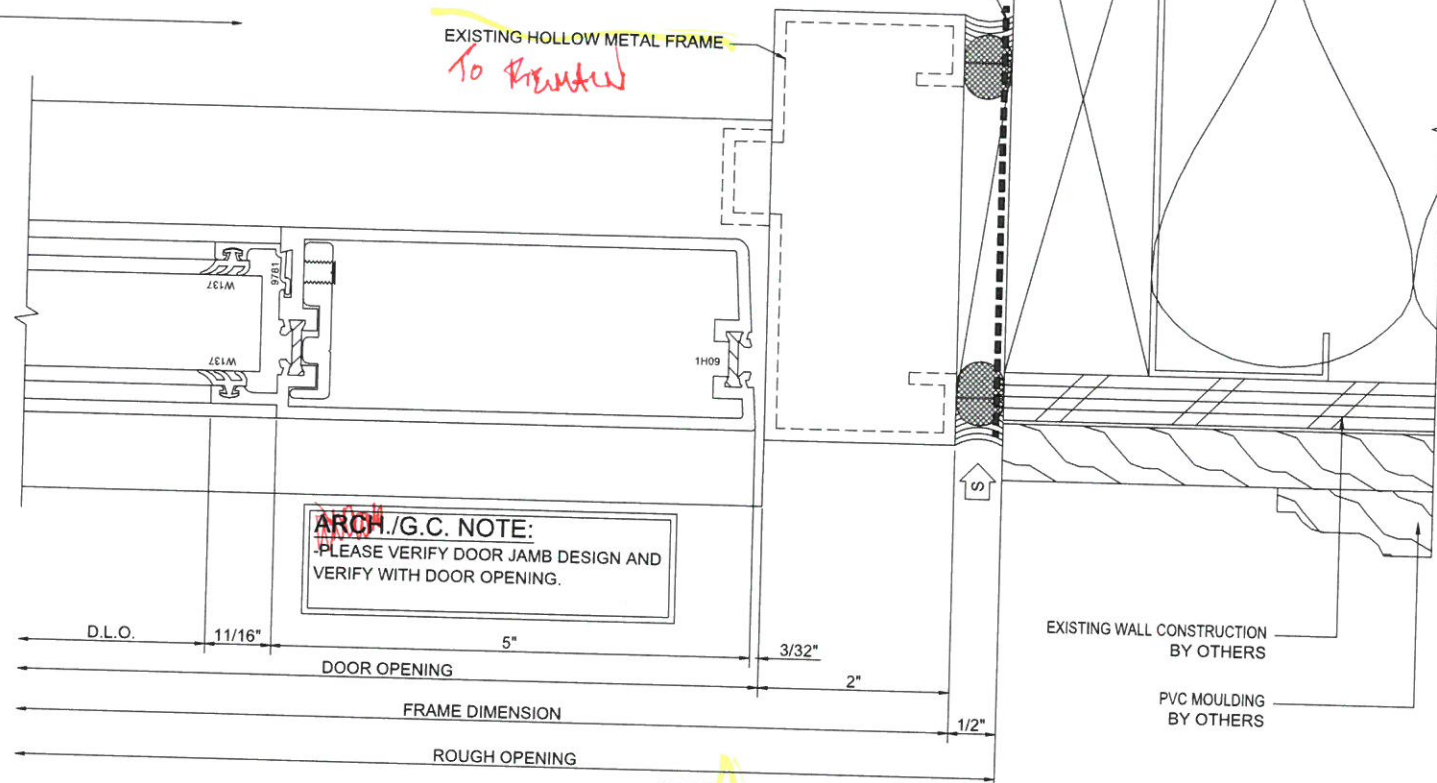 EXISTING HOLLOW METAL FRAME
To REMAIN
W137
9781
W137
1H09
S
ARCH./G.C. NOTE:
-PLEASE VERIFY DOOR JAMB DESIGN AND
VERIFY WITH DOOR OPENING.
D.L.O.
11/16"
5"
3/32"
DOOR OPENING
2"
FRAME DIMENSION
1/2"
ROUGH OPENING
EXISTING WALL CONSTRUCTION
BY OTHERS
PVC MOULDING
BY OTHERS